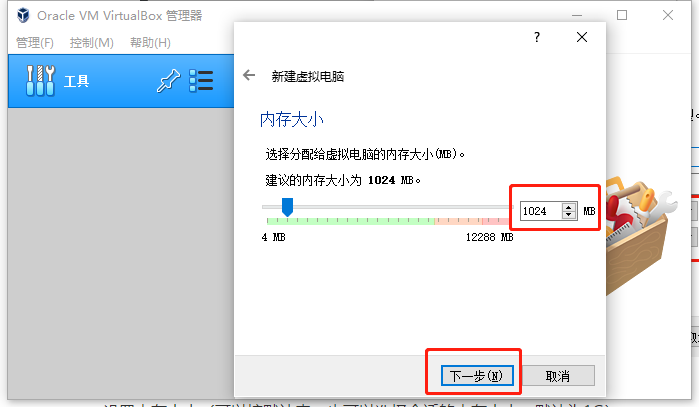 Oracle VM VirtualBox 管理器
管理(F) 控制(M) 帮助(H)
工具
?
新建虚拟电脑
内存大小
选择分配给虚拟电脑的内存大小(MB)。
建议的内存大小为 1024 MB。
1024 MB
4 MB 12288 MB
下一步(N) 取消